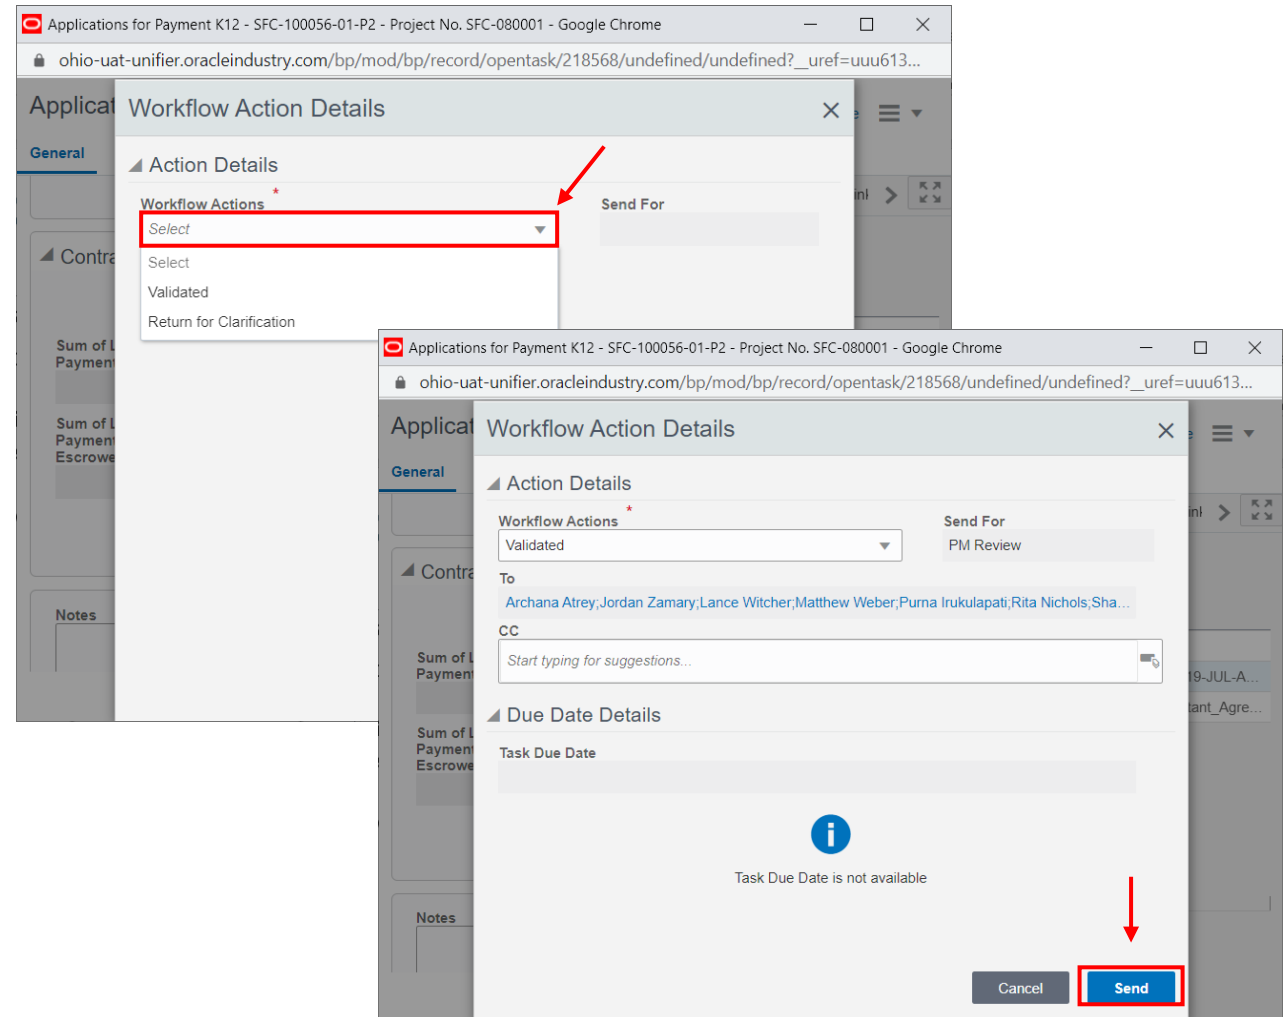 Applications for Payment K12 - SFC-100056-01-P2 - Project No. SFC-080001 - Google Chrome
ohio-uat-unifier.oracleindustry.com/bp/mod/bp/record/opentask/218568/undefined/undefined?_uref=uuu613...
Applicat
Workflow Action Details
General
Action Details
Workflow Actions *
Send For
Select
Contra
Select
Validated
Return for Clarification
Sum of L
Payment
Sum of L
Payment
Escrowe
Notes
Applications for Payment K12 - SFC-100056-01-P2 - Project No. SFC-080001 - Google Chrome
ohio-uat-unifier.oracleindustry.com/bp/mod/bp/record/opentask/218568/undefined/undefined?_uref=uuu613...
Applicat
Workflow Action Details
General
Action Details
Workflow Actions *
Send For
Validated
PM Review
Contra
To
Archana Atrey;Jordan Zamary;Lance Witcher;Matthew Weber;Purna Irukulapati;Rita Nichols;Sha...
CC
Start typing for suggestions...
Sum of L
Payment
19-JUL-A...
tant_Agre...
Due Date Details
Sum of L
Payment
Escrowe
Task Due Date
Task Due Date is not available
Notes
Cancel
Send